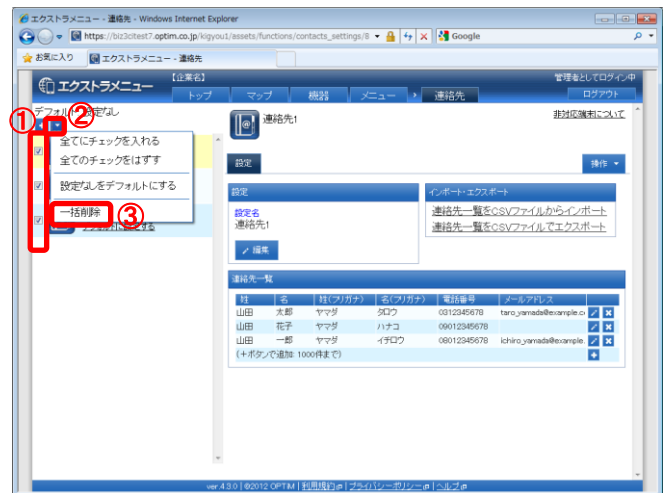 エクストラメニュー - 連絡先 - Windows Internet Explorer
https://biz3citest7.optim.co.jp/kigyou1/assets/functions/contacts_settings/8
Google
お気に入り
エクストラメニュー - 連絡先
エクストラメニュー
【企業名】
管理者としてログイン中
トップ
マップ
機器
メニュー
連絡先
ログアウト
デフォルト: 設定なし
① ②
全てにチェックを入れる
全てのチェックをはずす
設定なしをデフォルトにする
一括削除 ③
デフォルトに設定する
連絡先1
非対応端末について
設定
操作
設定
設定名
連絡先1
編集
インポート・エクスポート
連絡先一覧をCSVファイルからインポート
連絡先一覧をCSVファイルでエクスポート
連絡先一覧
姓 名 姓(フリガナ) 名(フリガナ) 電話番号 メールアドレス
山田 太郎 ヤマダ タロウ 0312345678 taro_yamada@example.co
山田 花子 ヤマダ ハナコ 09012345678
山田 一郎 ヤマダ イチロウ 08012345678 ichiro_yamada@example.
(+ボタンで追加: 1000件まで)
ver.4.3.0 | ©2012 OPTiM | 利用規約 | プライバシーポリシー | ヘルプ